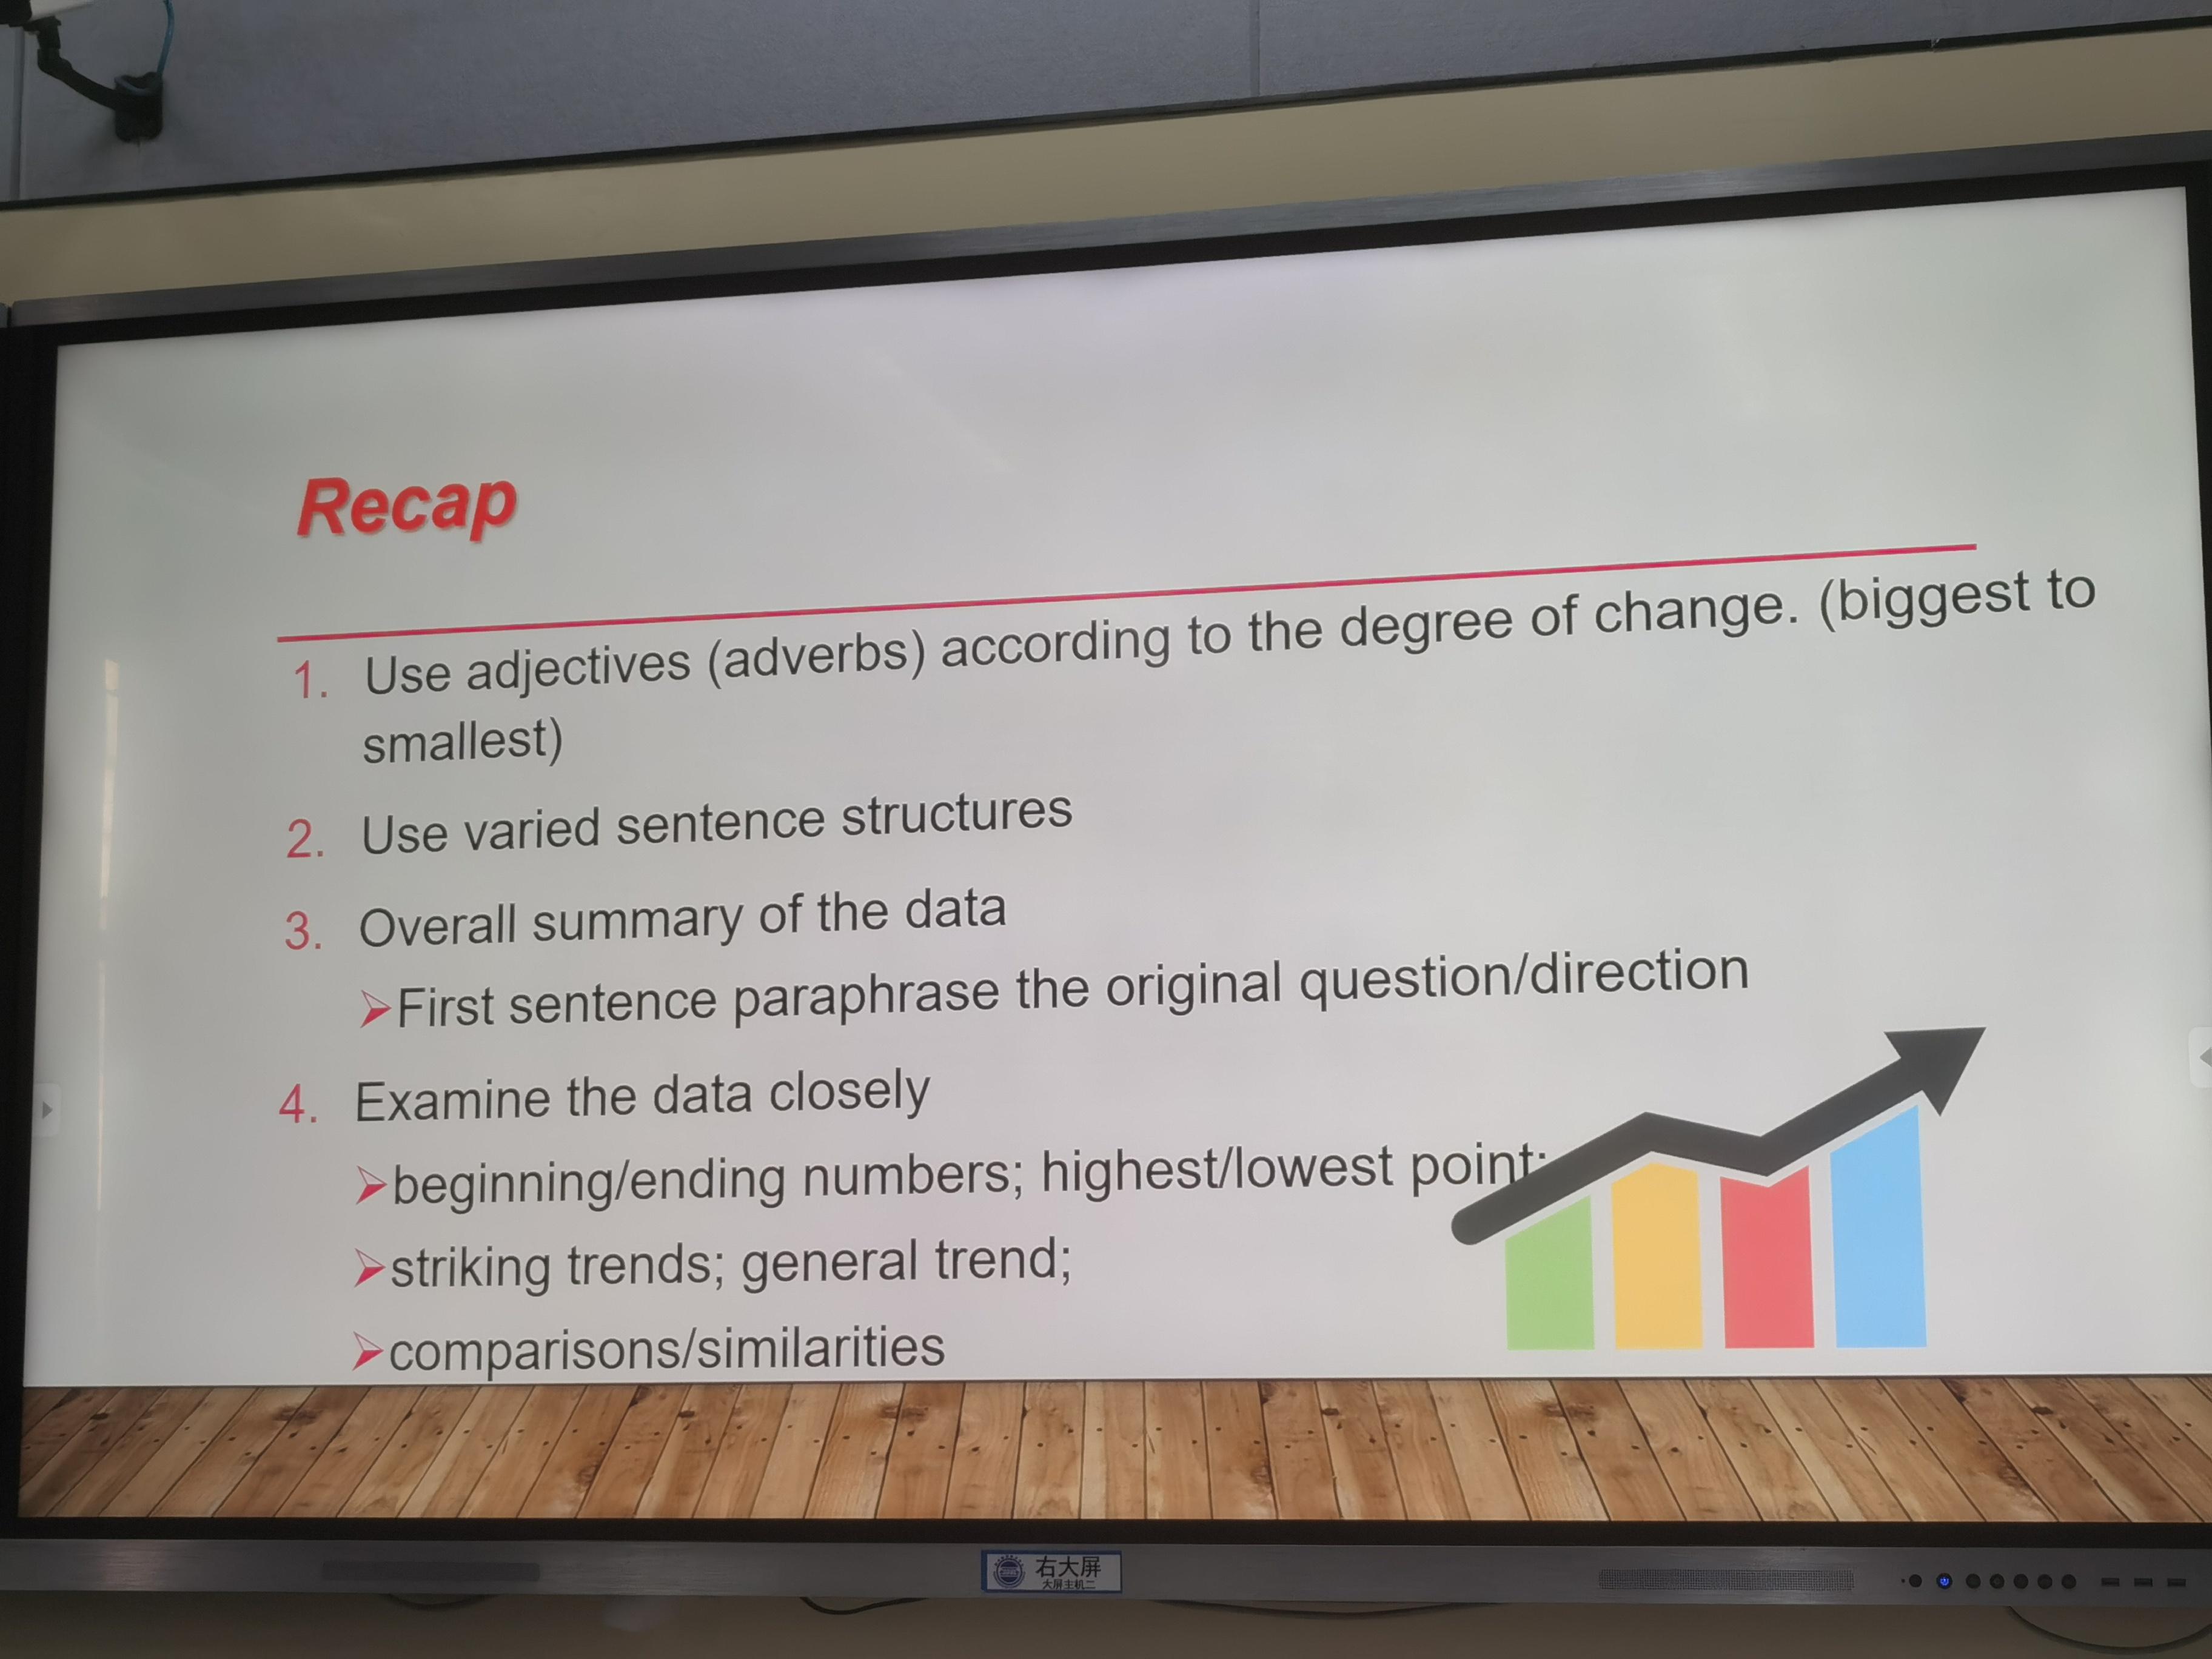 Recap
1. Use adjectives (adverbs) according to the degree of change. (biggest to
smallest)
2. Use varied sentence structures
3. Overall summary of the data
➢First sentence paraphrase the original question/direction
4. Examine the data closely
➢beginning/ending numbers; highest/lowest point;
➢striking trends; general trend;
➢comparisons/similarities
右大屏
大屏主机二